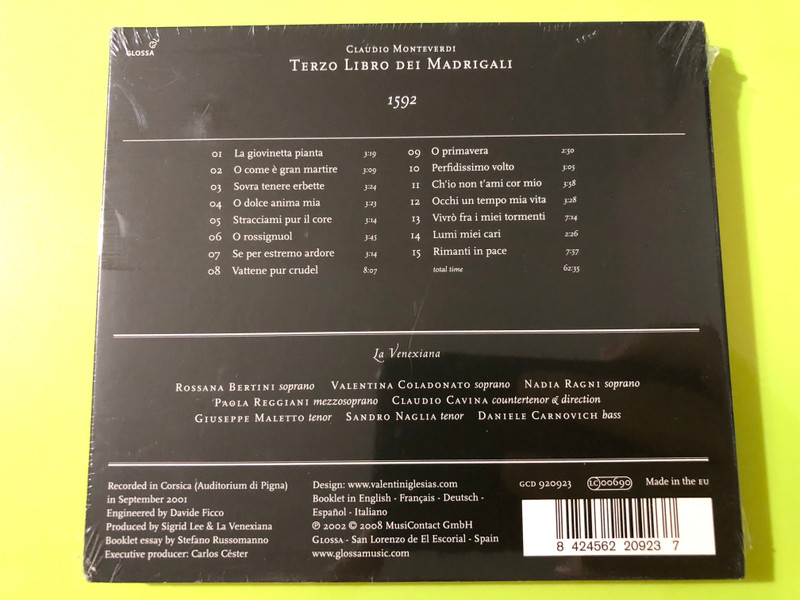 GLOSSA
Claudio Monteverdi
Terzo Libro dei Madrigali
1592
01 La giovinetta pianta 3:19
02 O come è gran martire 3:09
03 Sovra tenere erbette 3:24
04 O dolce anima mia 3:23
05 Stracciami pur il core 3:14
06 O rossignuol 3:45
07 Se per estremo ardore 3:14
08 Vattene pur crudel 8:07
09 O primavera 2:50
10 Perfidissimo volto 3:05
11 Ch'io non t'ami cor mio 3:38
12 Occhi un tempo mia vita 3:28
13 Vivrò fra i miei tormenti 7:14
14 Lumi miei cari 2:26
15 Rimanti in pace 7:57
total time 62:35
La Venexiana
Rossana Bertini soprano Valentina Coladonato soprano Nadia Ragni soprano
Paola Reggiani mezzosoprano Claudio Cavina countertenor & direction
Giuseppe Maletto tenor Sandro Naglia tenor Daniele Carnovich bass
Recorded in Corsica (Auditorium di Pigna)
in September 2001
Engineered by Davide Ficco
Produced by Sigrid Lee & La Venexiana
Booklet essay by Stefano Russomanno
Executive producer: Carlos Céster
Design: www.valentiniglesias.com
Booklet in English - Français - Deutsch -
Español - Italiano
℗ 2002 © 2008 MusiContact GmbH
Glossa - San Lorenzo de El Escorial - Spain
www.glossamusic.com
GCD 920923 LC00690 Made in the EU
8 424562 20923 7